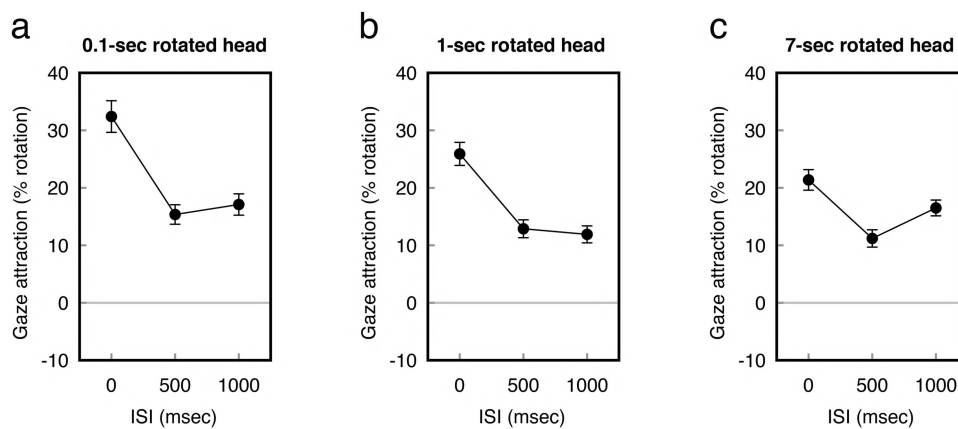 a
0.1-sec rotated head
Gaze attraction (% rotation)
40
30
20
10
0
-10
0 500 1000
ISI (msec)
b
1-sec rotated head
Gaze attraction (% rotation)
40
30
20
10
0
-10
0 500 1000
ISI (msec)
c
7-sec rotated head
Gaze attraction (% rotation)
40
30
20
10
0
-10
0 500 1000
ISI (msec)